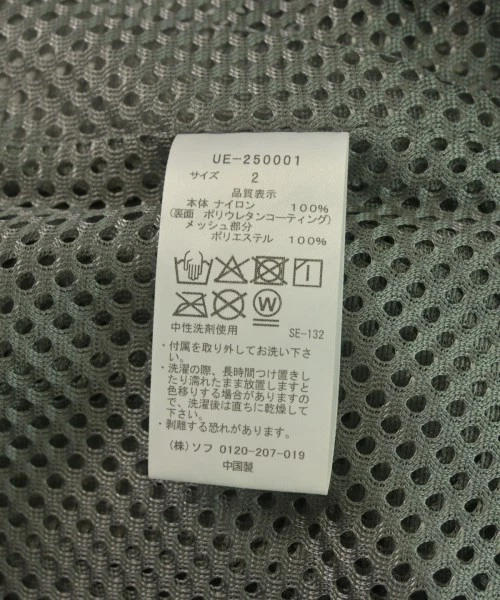 UE-250001
サイズ 2
品質表示
本体 ナイロン 100%
(裏面 ポリウレタンコーティング)
メッシュ部分
ポリエステル 100%
W
中性洗剤使用 SE-132
・付属を取り外してお洗い下さ
い。
・洗濯の際、長時間つけ置きし
たり濡れたまま放置しますと
色移りする場合がありますの
で、洗濯後は直ちに乾燥して
下さい。
・剥離する恐れがあります。
(株)ソフ 0120-207-019
中国製